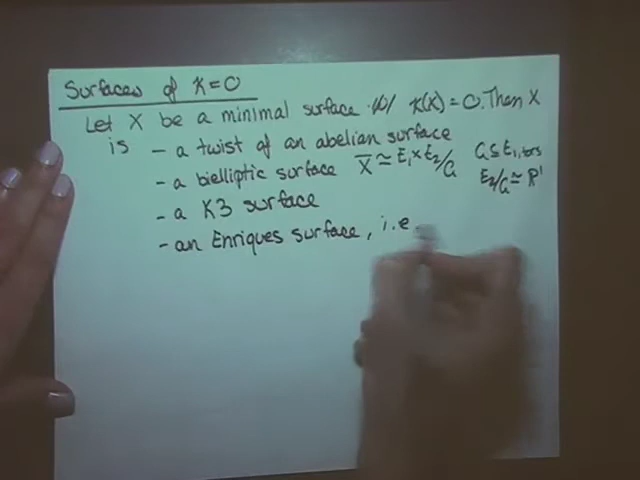 Surfaces of κ=0
Let X be a minimal surface w/ κ(X) = 0. Then X
is - a twist of an abelian surface
- a bielliptic surface X̅ ≃ E₁×E₂/G G ⊆ E₁,tors
E₂/G ≃ P¹
- a K3 surface
- an Enriques surface, i.e.